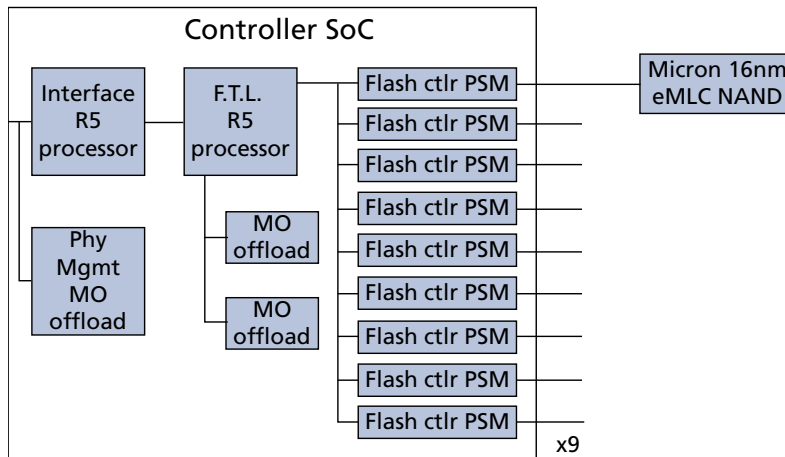 Controller SoC
Interface
R5
processor
F.T.L.
R5
processor
Phy
Mgmt
MO
offload
MO
offload
MO
offload
Flash ctlr PSM
Flash ctlr PSM
Flash ctlr PSM
Flash ctlr PSM
Flash ctlr PSM
Flash ctlr PSM
Flash ctlr PSM
Flash ctlr PSM
Flash ctlr PSM
x9
Micron 16nm
eMLC NAND